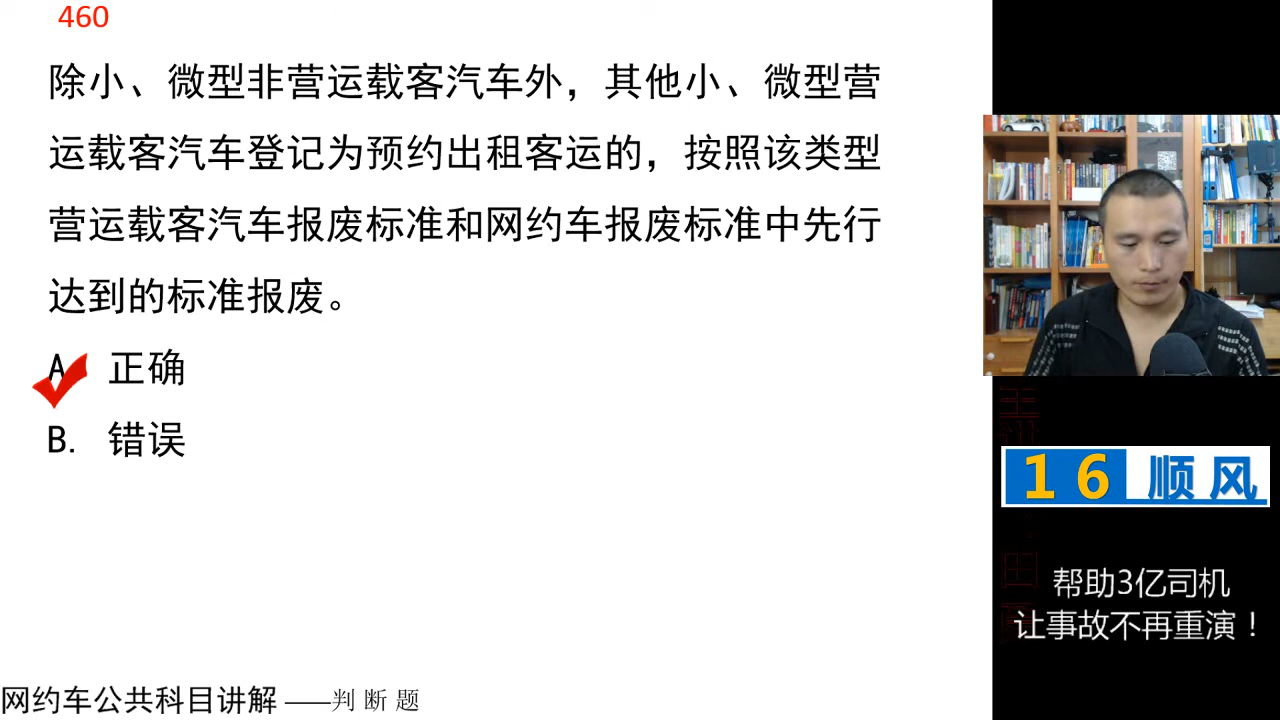 460
除小、微型非营运载客汽车外，其他小、微型营
运载客汽车登记为预约出租客运的，按照该类型
营运载客汽车报废标准和网约车报废标准中先行
达到的标准报废。
A 正确
B. 错误
16顺风
帮助3亿司机
让事故不再重演！
网约车公共科目讲解 ——判断题